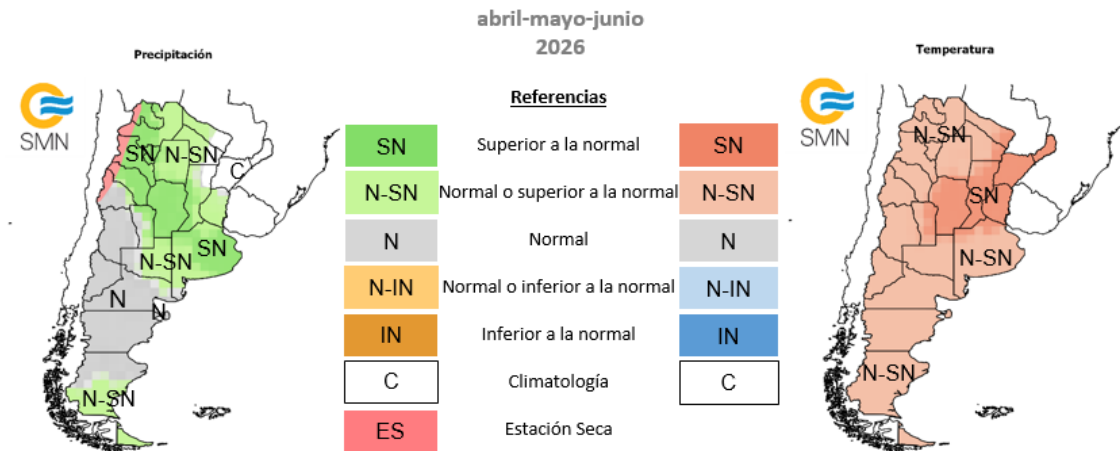 abril-mayo-junio
2026
Precipitación
SMN
SN
N-SN
C
SN
N-SN
N
N
N-SN
Referencias
SN Superior a la normal SN
N-SN Normal o superior a la normal N-SN
N Normal N
N-IN Normal o inferior a la normal N-IN
IN Inferior a la normal IN
C Climatología C
ES Estación Seca
Temperatura
SMN
N-SN
SN
N-SN
N-SN